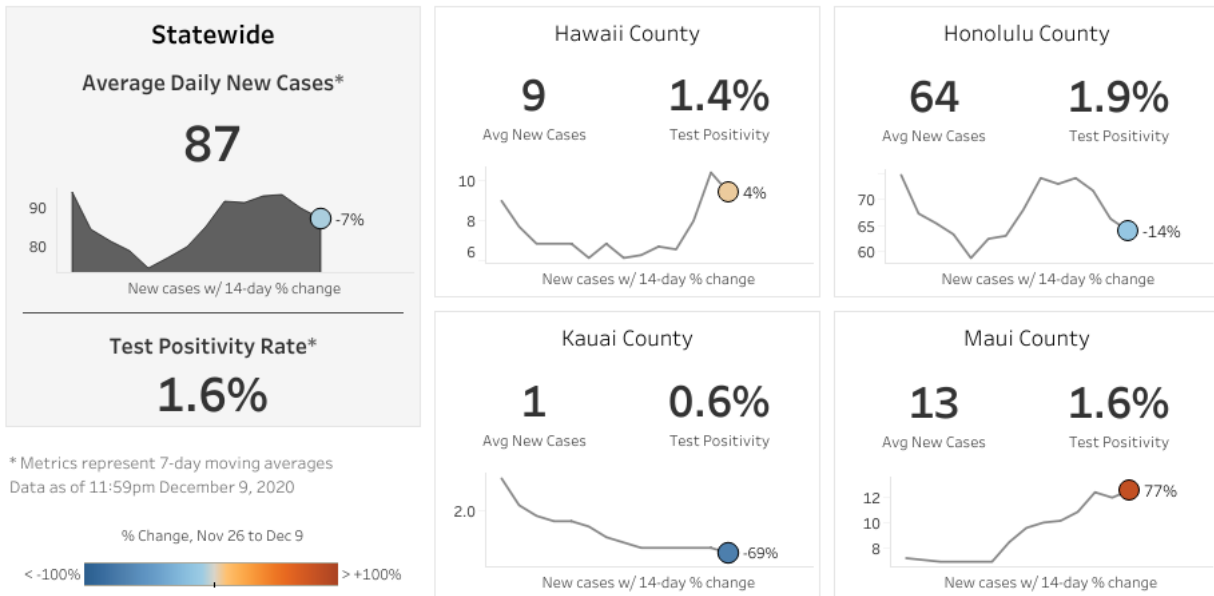 Statewide
Average Daily New Cases*
87
90
80
-7%
New cases w/ 14-day % change
Test Positivity Rate*
1.6%
* Metrics represent 7-day moving averages
Data as of 11:59pm December 9, 2020
% Change, Nov 26 to Dec 9
< -100%
> +100%
Hawaii County
9
1.4%
Avg New Cases
Test Positivity
10
8
6
4%
New cases w/ 14-day % change
Honolulu County
64
1.9%
Avg New Cases
Test Positivity
70
65
60
-14%
New cases w/ 14-day % change
Kauai County
1
0.6%
Avg New Cases
Test Positivity
2.0
-69%
New cases w/ 14-day % change
Maui County
13
1.6%
Avg New Cases
Test Positivity
12
10
8
77%
New cases w/ 14-day % change